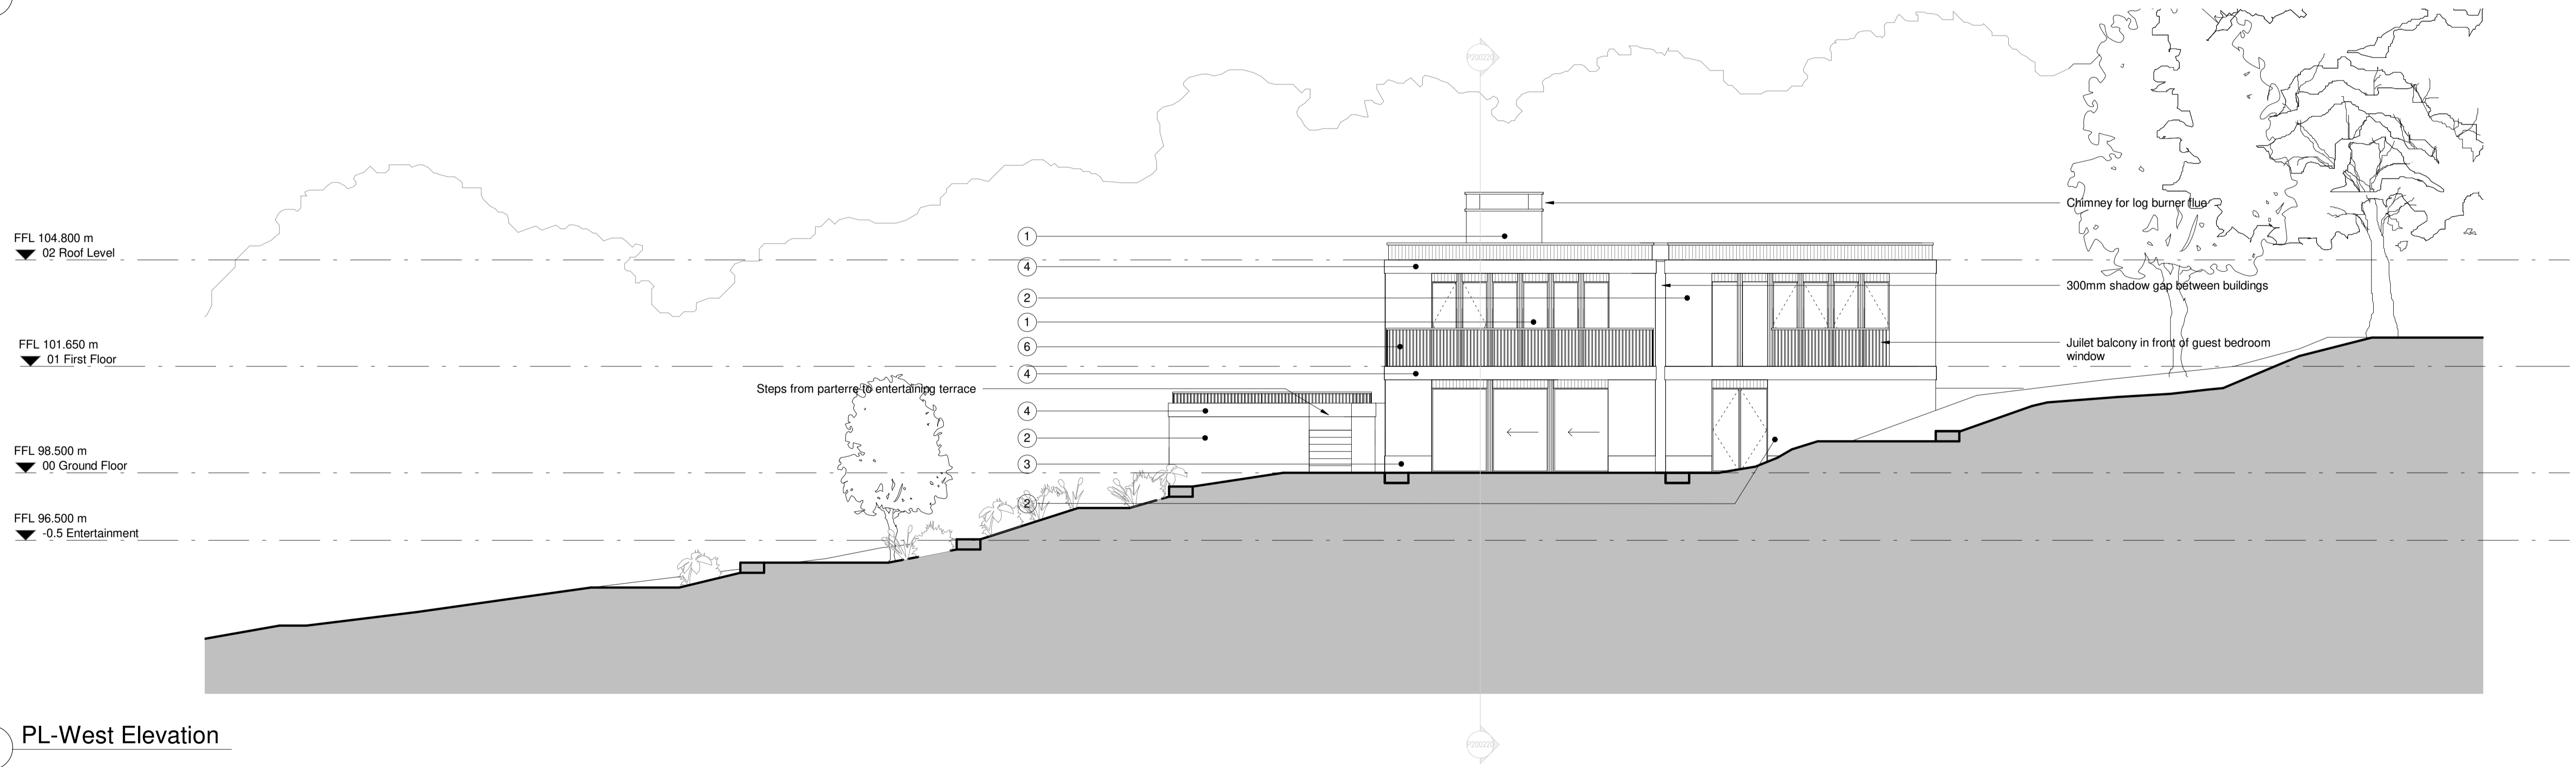 P200220
Chimney for log burner flue
1
FFL 104.800 m
02 Roof Level
4
300mm shadow gap between buildings
2
1
FFL 101.650 m
01 First Floor
6
Juilet balcony in front of guest bedroom
window
4
Steps from parterre to entertaining terrace
4
2
FFL 98.500 m
00 Ground Floor
3
2
FFL 96.500 m
-0.5 Entertainment
PL-West Elevation
P200220